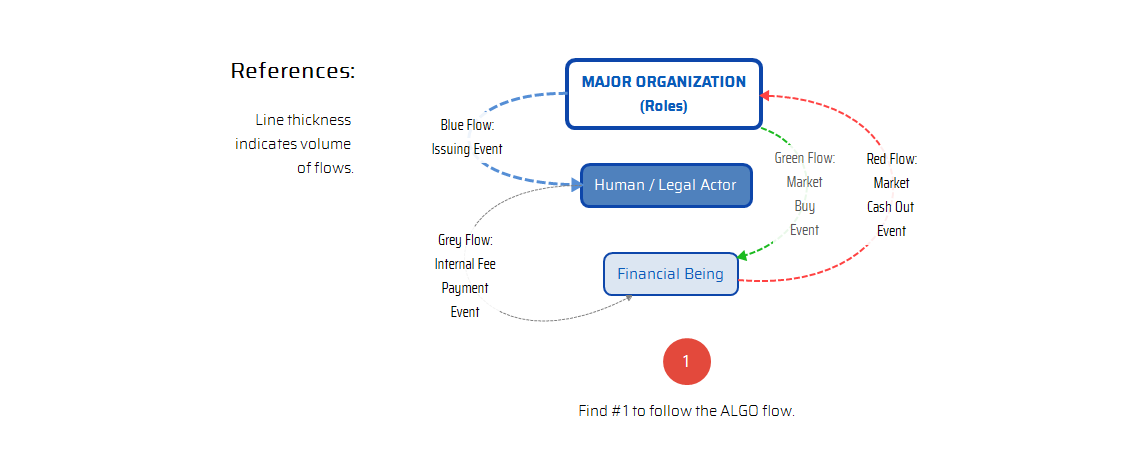 References:
Line thickness
indicates volume
of flows.
MAJOR ORGANIZATION
(Roles)
Blue Flow:
Issuing Event
Human / Legal Actor
Green Flow:
Market
Buy
Event
Red Flow:
Market
Cash Out
Event
Grey Flow:
Internal Fee
Payment
Event
Financial Being
1
Find #1 to follow the ALGO flow.